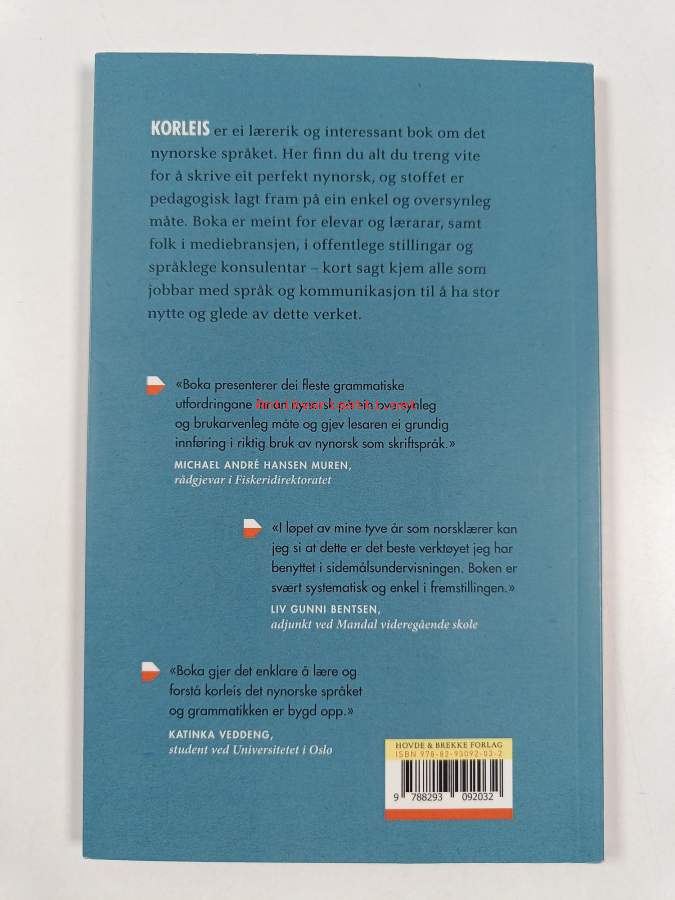 KORLEIS er ei lærerik og interessant bok om det
nynorske språket. Her finn du alt du treng vite
for å skrive eit perfekt nynorsk, og stoffet er
pedagogisk lagt fram på ein enkel og oversynleg
måte. Boka er meint for elevar og lærarar, samt
folk i mediebransjen, i offentlege stillingar og
språklege konsulentar – kort sagt kjem alle som
jobbar med språk og kommunikasjon til å ha stor
nytte og glede av dette verket.
«Boka presenterer dei fleste grammatiske
utfordringane nynorsk på ein oversynleg
og brukarvenleg måte og gjev lesaren ei grundig
innføring i riktig bruk av nynorsk som skriftspråk.»
MICHAEL ANDRÉ HANSEN MUREN,
rådgjevar i Fiskeridirektoratet
«I løpet av mine tyve år som norsklærer kan
jeg si at dette er det beste verktøyet jeg har
benyttet i sidemålsundervisningen. Boken er
svært systematisk og enkel i fremstillingen.»
LIV GUNNI BENTSEN,
adjunkt ved Mandal videregående skole
«Boka gjer det enklare å lære og
forstå korleis det nynorske språket
og grammatikken er bygd opp.»
KATINKA VEDDENG,
student ved Universitetet i Oslo
HOVDE & BREKKE FORLAG
ISBN 978-82-93092-03-2
9 788293 092032